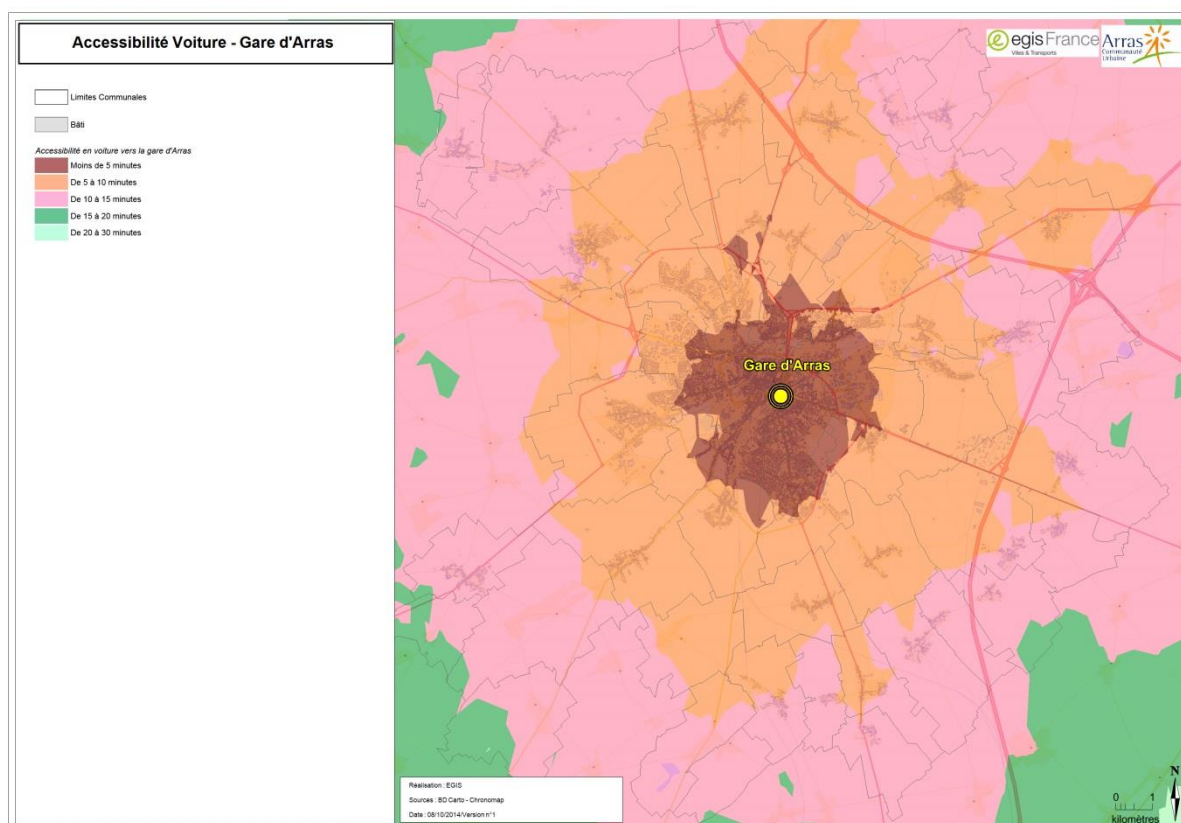 Accessibilité Voiture - Gare d'Arras
Limites Communales
Bâti
Accessibilité en voiture vers la gare d'Arras
Moins de 5 minutes
De 5 à 10 minutes
De 10 à 15 minutes
De 15 à 20 minutes
De 20 à 30 minutes
egis France
Villes & Transports
Arras
Communauté
Urbaine
Gare d'Arras
Réalisation : EGIS
Sources : BD Carto - Chronomap
Date : 08/10/2014/Version n°1
N
0 1
kilomètres